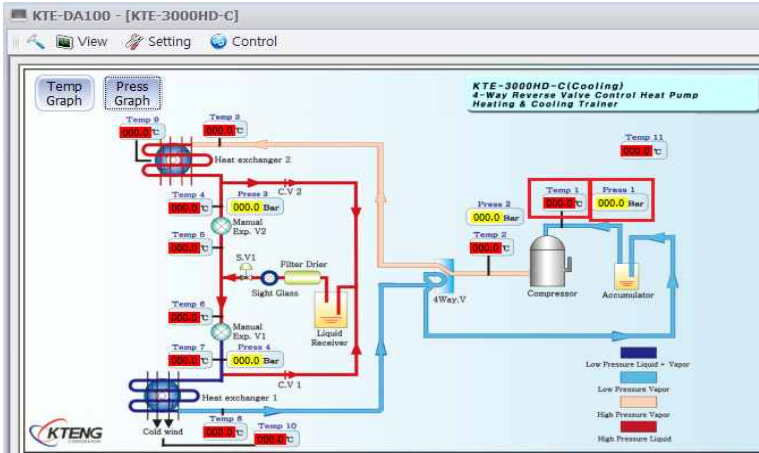 KTE-DA100 - [KTE-3000HD-C]
View Setting Control
Temp Graph
Press Graph
KTE-3000HD-C(Cooling)
4-Way Reverse Valve Control Heat Pump
Heating & Cooling Trainer
Temp 9
000.0 ℃
Temp 3
000.0 ℃
Temp 11
000.0 ℃
Heat exchanger 2
C.V 2
Temp 4
000.0 ℃
Press 3
000.0 Bar
Manual
Exp. V2
Temp 5
000.0 ℃
Press 2
000.0 Bar
Temp 2
000.0 ℃
Temp 1
000.0 ℃
Press 1
000.0 Bar
S.V1
Filter Drier
Sight Glass
4Way.V
Compressor
Accumulator
Temp 6
000.0 ℃
Manual
Exp. V1
Liquid
Receiver
Temp 7
000.0 ℃
Press 4
000.0 Bar
C.V 1
Heat exchanger 1
Cold wind
Temp 8
000.0 ℃
Temp 10
000.0 ℃
Low Pressure Liquid + Vapor
Low Pressure Vapor
High Pressure Vapor
High Pressure Liquid
KTENG